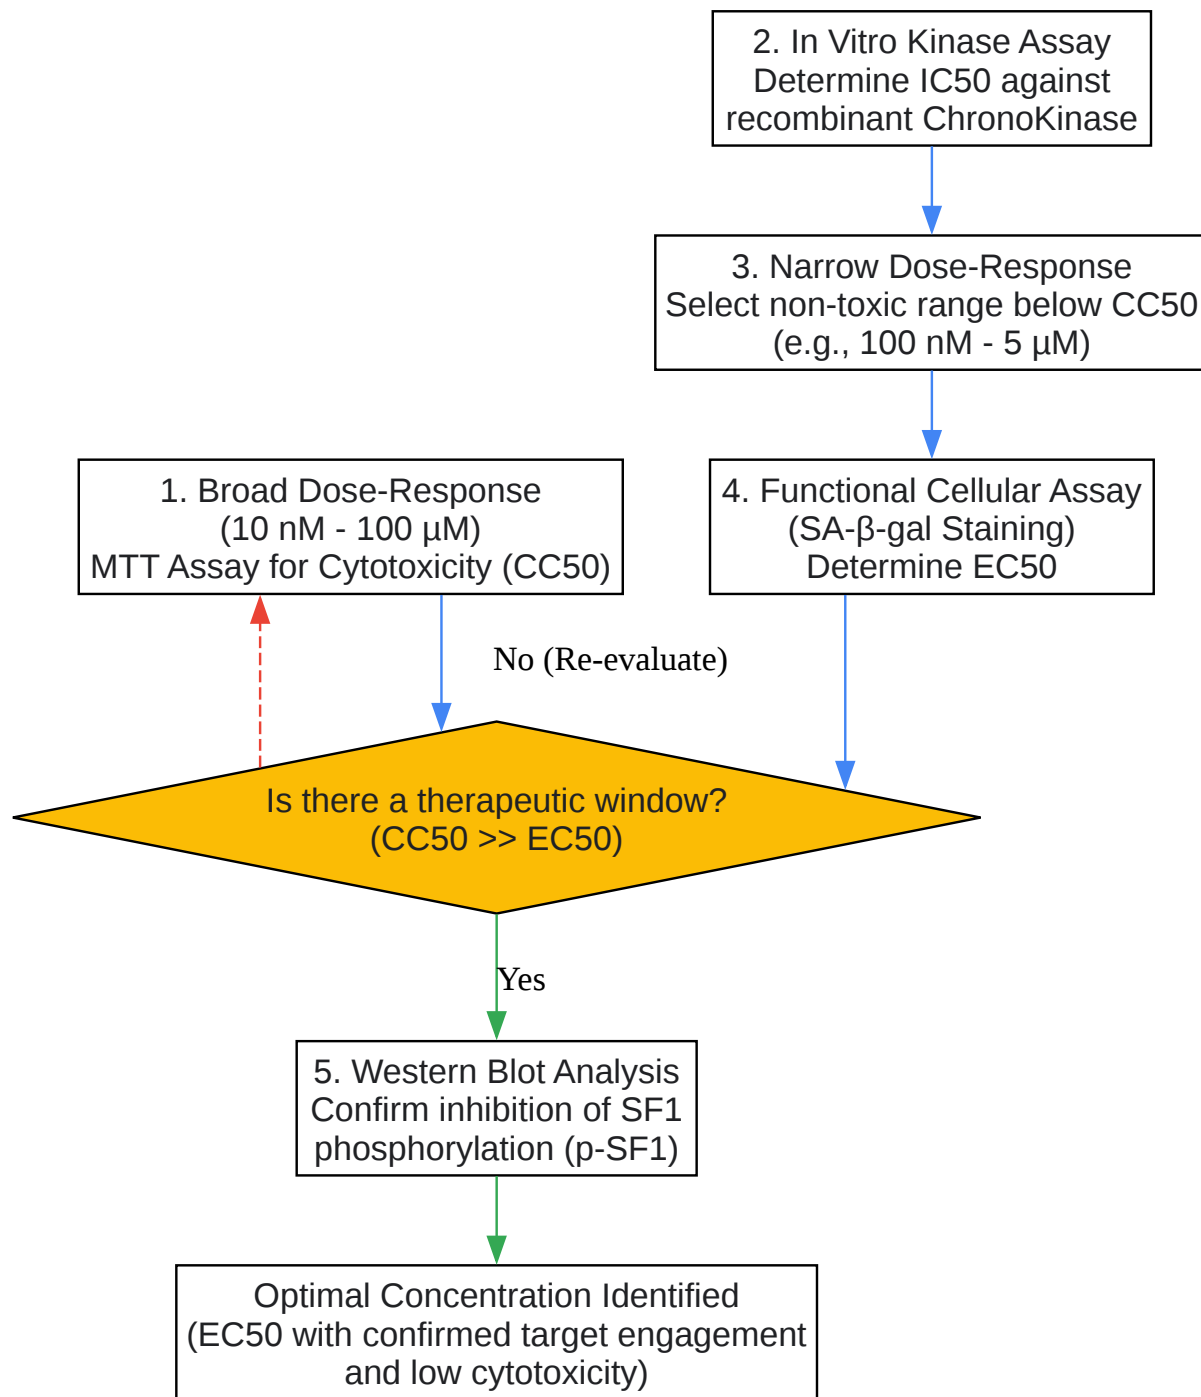 2. In Vitro Kinase Assay
Determine IC50 against
recombinant ChronoKinase
3. Narrow Dose-Response
Select non-toxic range below CC50
(e.g., 100 nM - 5 µM)
1. Broad Dose-Response
(10 nM - 100 µM)
MTT Assay for Cytotoxicity (CC50)
4. Functional Cellular Assay
(SA-β-gal Staining)
Determine EC50
No (Re-evaluate)
Is there a therapeutic window?
(CC50 >> EC50)
Yes
5. Western Blot Analysis
Confirm inhibition of SF1
phosphorylation (p-SF1)
Optimal Concentration Identified
(EC50 with confirmed target engagement
and low cytotoxicity)